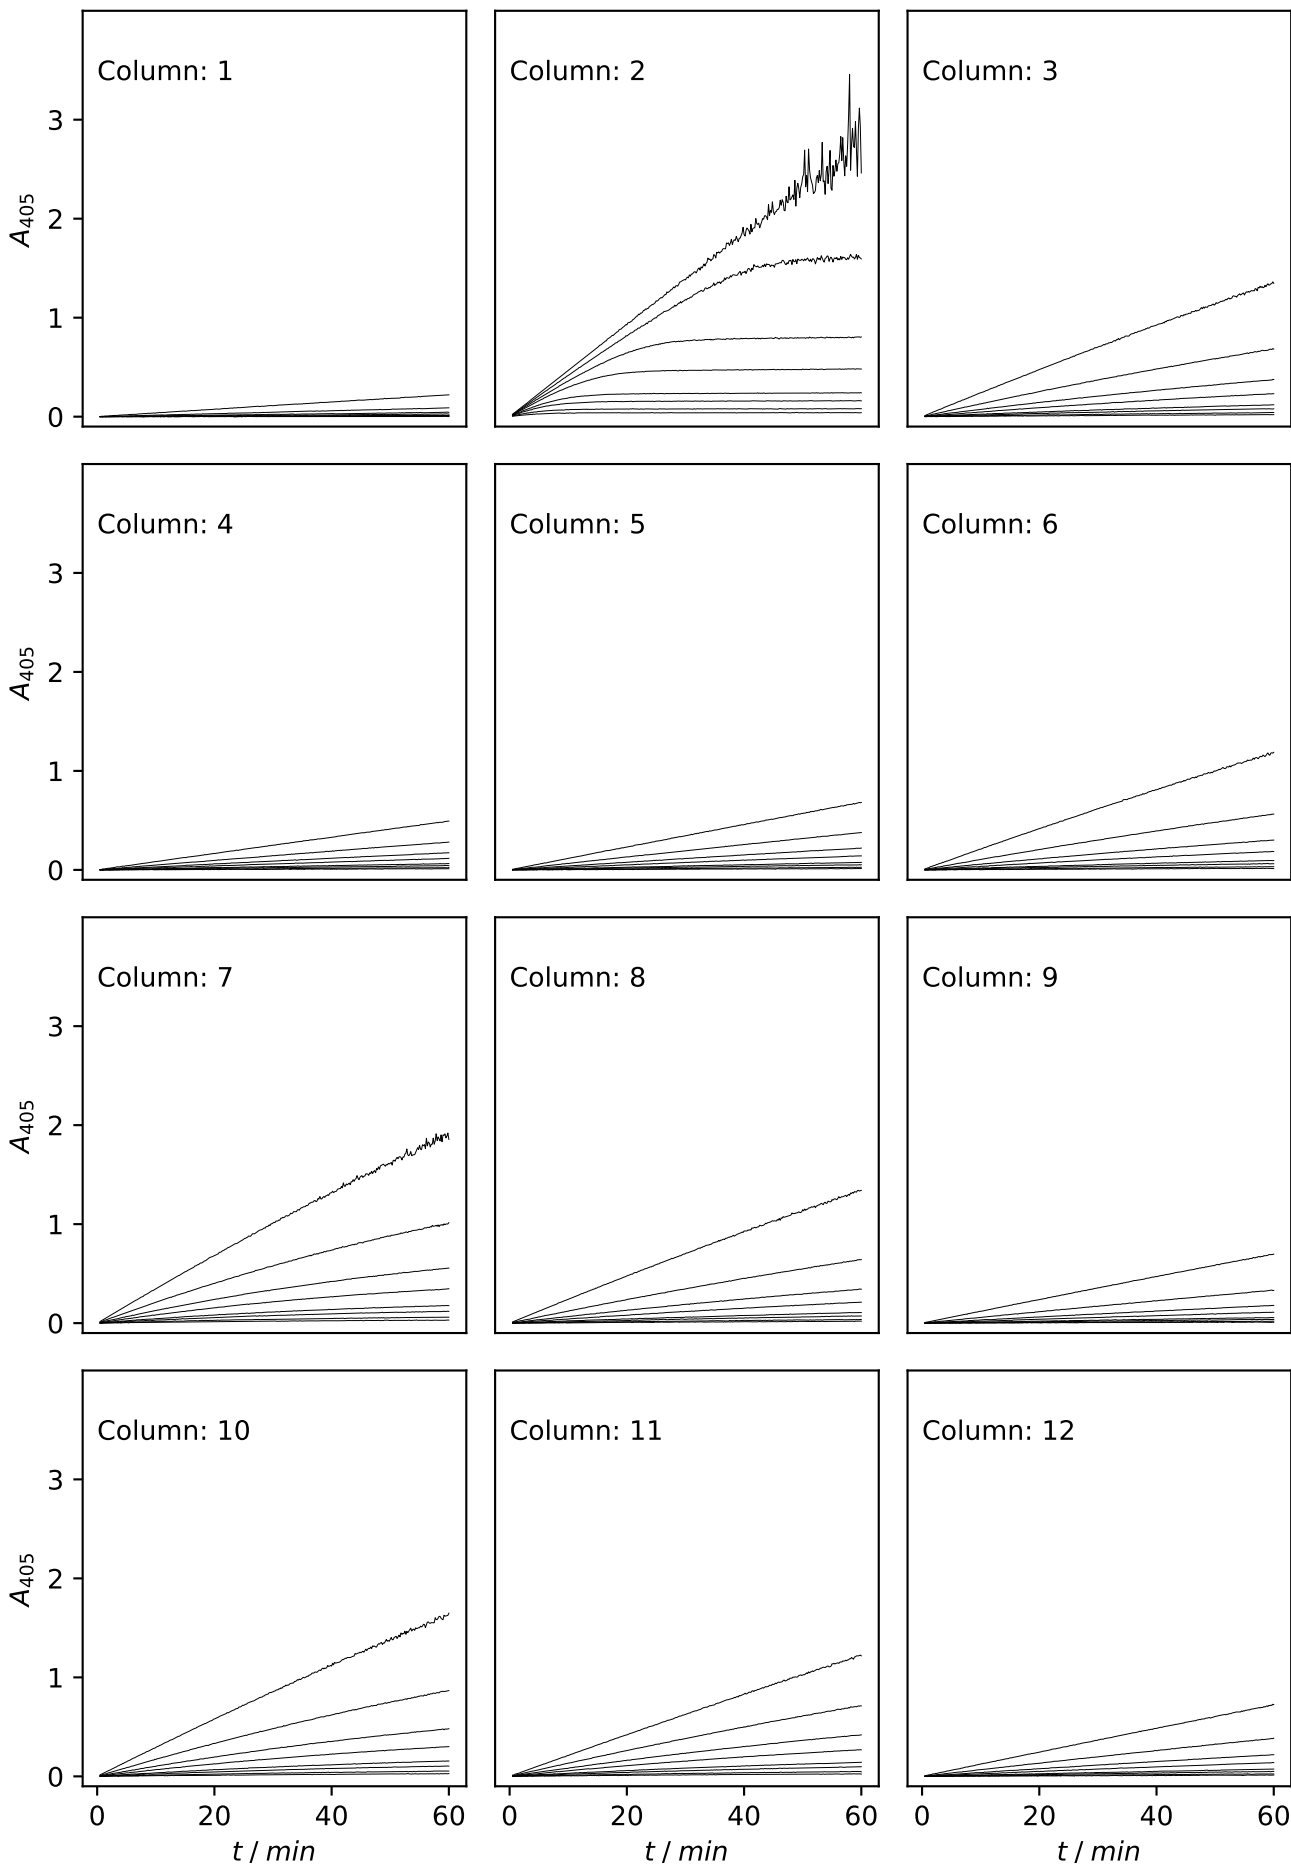 Column: 1
Column: 2
Column: 3
3
2
1
0
A405
Column: 4
Column: 5
Column: 6
3
2
1
0
A405
Column: 7
Column: 8
Column: 9
3
2
1
0
A405
Column: 10
Column: 11
Column: 12
3
2
1
0
A405
0 20 40 60 0 20 40 60 0 20 40 60
t / min t / min t / min